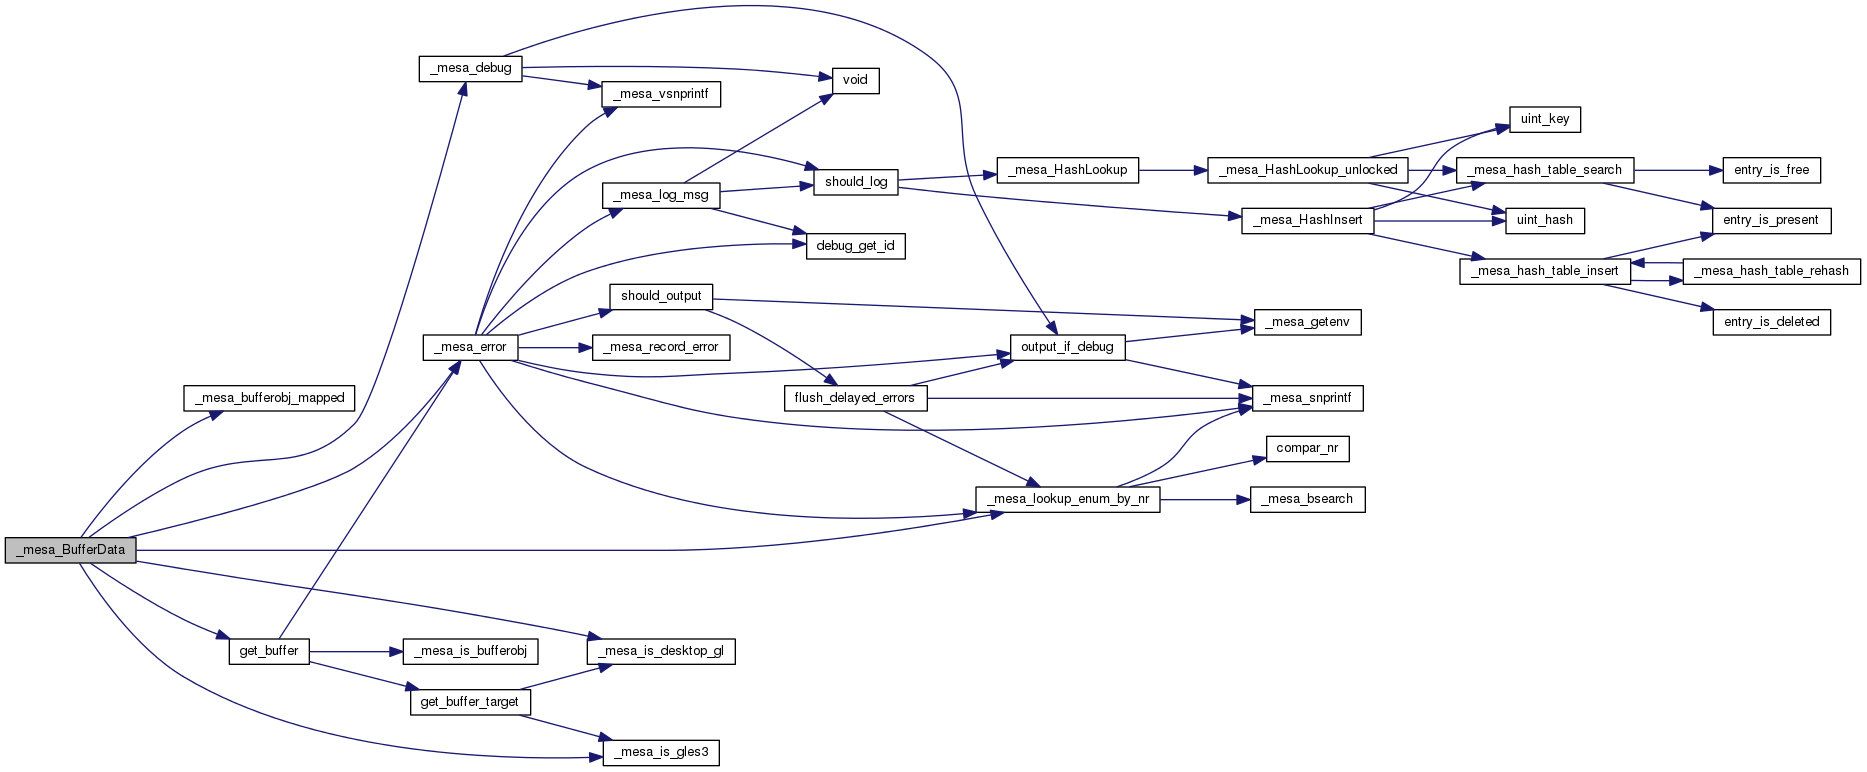 _mesa_debug
void
_mesa_vsnprintf
uint_key
_mesa_HashLookup
_mesa_HashLookup_unlocked
_mesa_hash_table_search
entry_is_free
should_log
_mesa_log_msg
_mesa_HashInsert
uint_hash
entry_is_present
debug_get_id
_mesa_hash_table_insert
_mesa_hash_table_rehash
should_output
_mesa_getenv
entry_is_deleted
_mesa_error
_mesa_record_error
output_if_debug
_mesa_bufferobj_mapped
flush_delayed_errors
_mesa_snprintf
compar_nr
_mesa_lookup_enum_by_nr
_mesa_bsearch
_mesa_BufferData
get_buffer
_mesa_is_bufferobj
_mesa_is_desktop_gl
get_buffer_target
_mesa_is_gles3